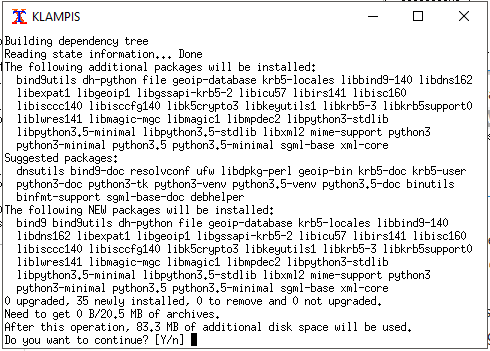 KLAMPIS
Building dependency tree
Reading state information... Done
The following additional packages will be installed:
bind9utils dh-python file geoip-database krb5-locales libbind9-140 libdns162
libexpat1 libgeoip1 libgssapi-krb5-2 libicu57 libirs141 libisc160
libisccc140 libisccfg140 libk5crypto3 libkeyutils1 libkrb5-3 libkrb5support0
liblwres141 libmagic-mgc libmagic1 libmpdec2 libpython3-stdlib
libpython3.5-minimal libpython3.5-stdlib libxml2 mime-support python3
python3-minimal python3.5 python3.5-minimal sgml-base xml-core
Suggested packages:
dnsutils bind9-doc resolvconf ufw libdpkg-perl geoip-bin krb5-doc krb5-user
python3-doc python3-tk python3-venv python3.5-venv python3.5-doc binutils
binfmt-support sgml-base-doc debhelper
The following NEW packages will be installed:
bind9 bind9utils dh-python file geoip-database krb5-locales libbind9-140
libdns162 libexpat1 libgeoip1 libgssapi-krb5-2 libicu57 libirs141 libisc160
libisccc140 libisccfg140 libk5crypto3 libkeyutils1 libkrb5-3 libkrb5support0
liblwres141 libmagic-mgc libmagic1 libmpdec2 libpython3-stdlib
libpython3.5-minimal libpython3.5-stdlib libxml2 mime-support python3
python3-minimal python3.5 python3.5-minimal sgml-base xml-core
0 upgraded, 35 newly installed, 0 to remove and 0 not upgraded.
Need to get 0 B/20.5 MB of archives.
After this operation, 83.3 MB of additional disk space will be used.
Do you want to continue? [Y/n]